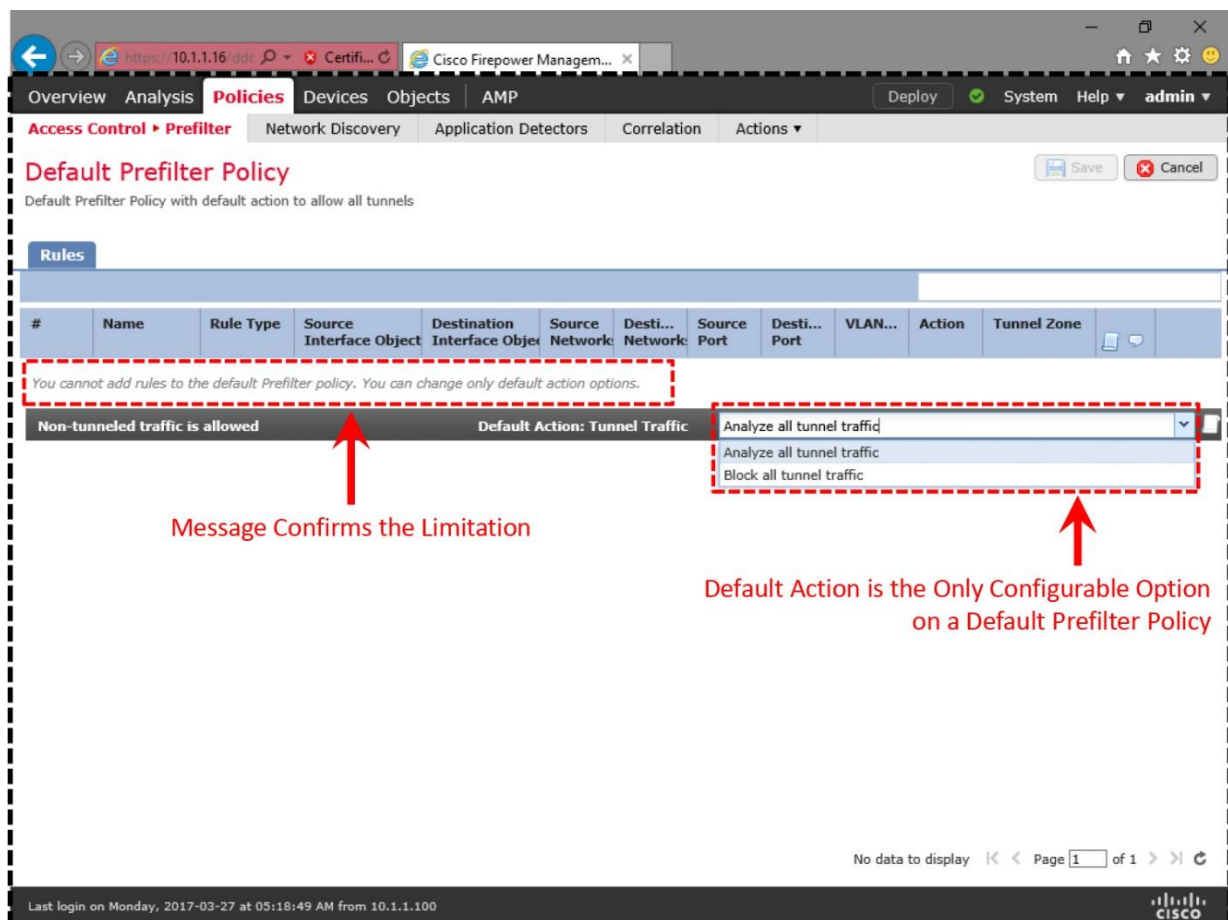 https://10.1.1.16/ddc
Certifi...
Cisco Firepower Managem...
Overview Analysis Policies Devices Objects AMP
Deploy System Help admin
Access Control ▸ Prefilter Network Discovery Application Detectors Correlation Actions
Default Prefilter Policy
Save Cancel
Default Prefilter Policy with default action to allow all tunnels
Rules
# Name Rule Type Source Interface Object Destination Interface Objec Source Network Desti... Network Source Port Desti... Port VLAN... Action Tunnel Zone
You cannot add rules to the default Prefilter policy. You can change only default action options.
Non-tunneled traffic is allowed Default Action: Tunnel Traffic Analyze all tunnel traffic
Analyze all tunnel traffic
Block all tunnel traffic
Message Confirms the Limitation
Default Action is the Only Configurable Option
on a Default Prefilter Policy
No data to display Page 1 of 1
Last login on Monday, 2017-03-27 at 05:18:49 AM from 10.1.1.100
CISCO